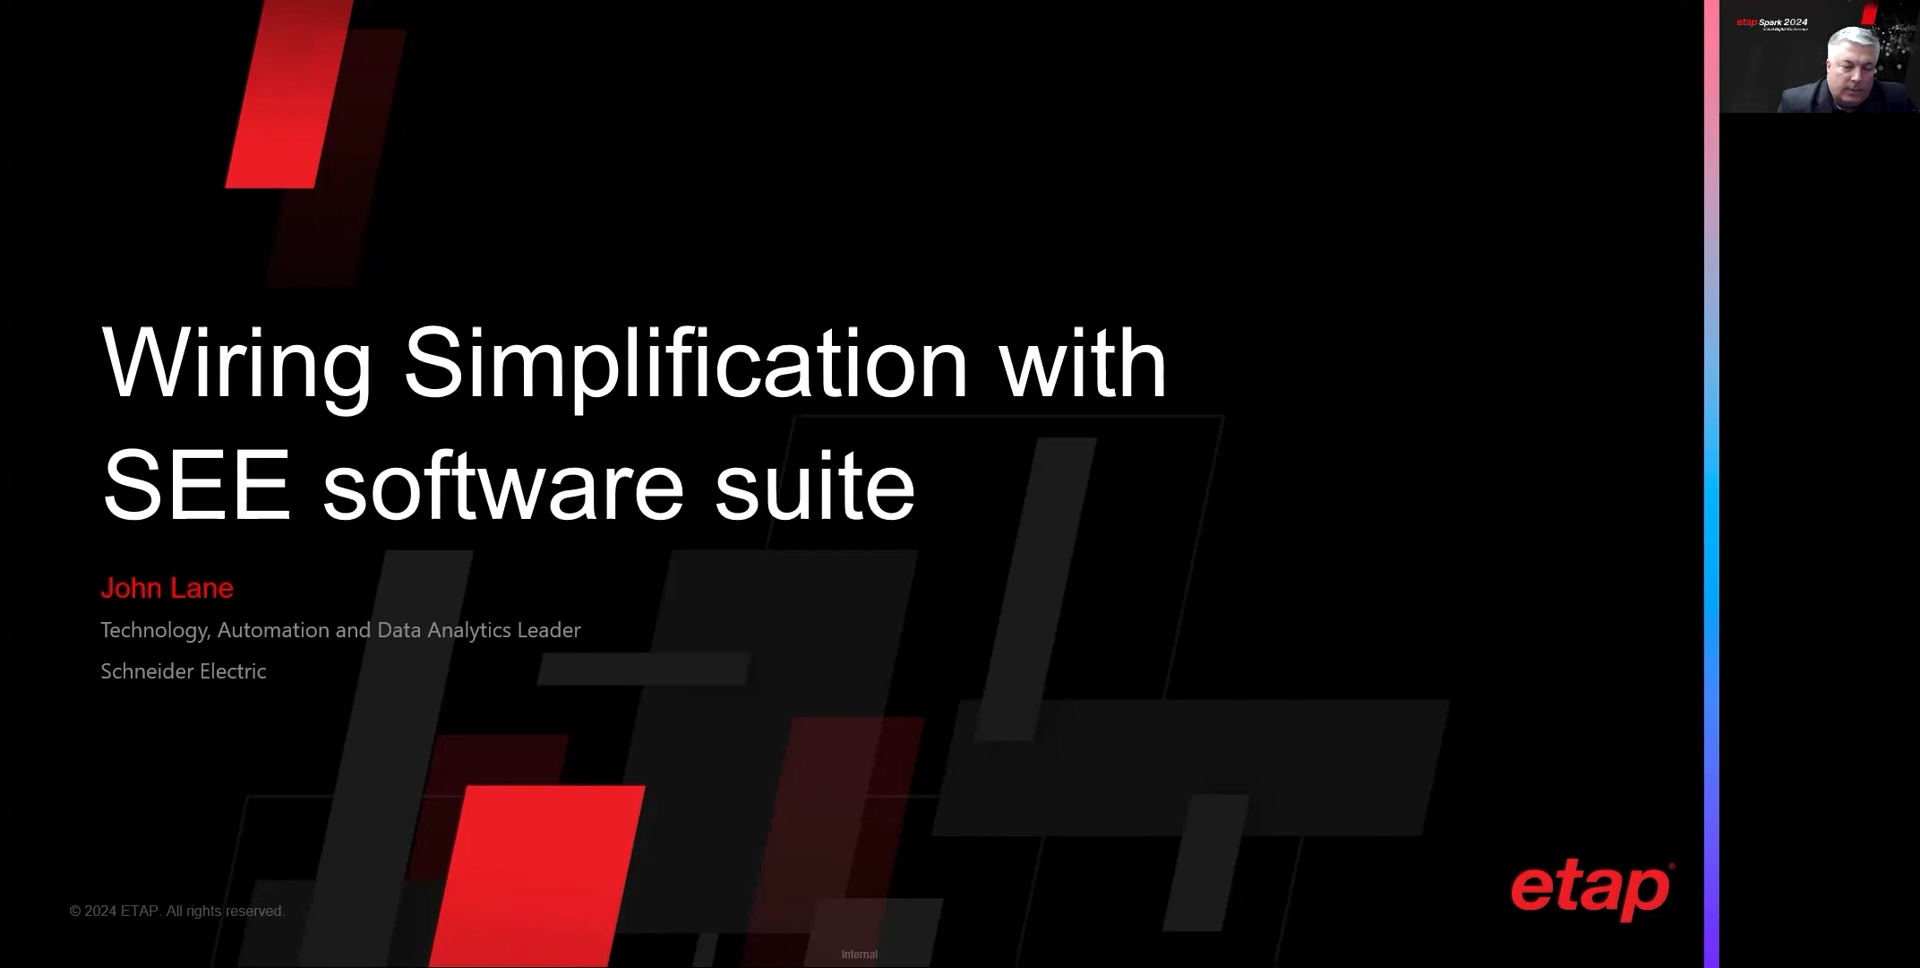 Wiring Simplification with
SEE software suite
John Lane
Technology, Automation and Data Analytics Leader
Schneider Electric
© 2024 ETAP. All rights reserved.
Internal
etap®
etap Spark 2024